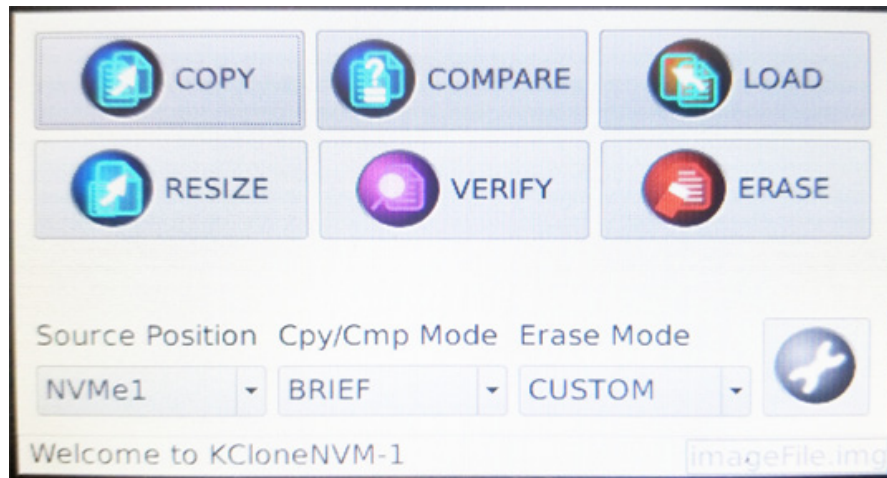 COPY COMPARE LOAD
RESIZE VERIFY ERASE
Source Position Cpy/Cmp Mode Erase Mode
NVMe1 BRIEF CUSTOM
Welcome to KCloneNVM-1 imageFile.img